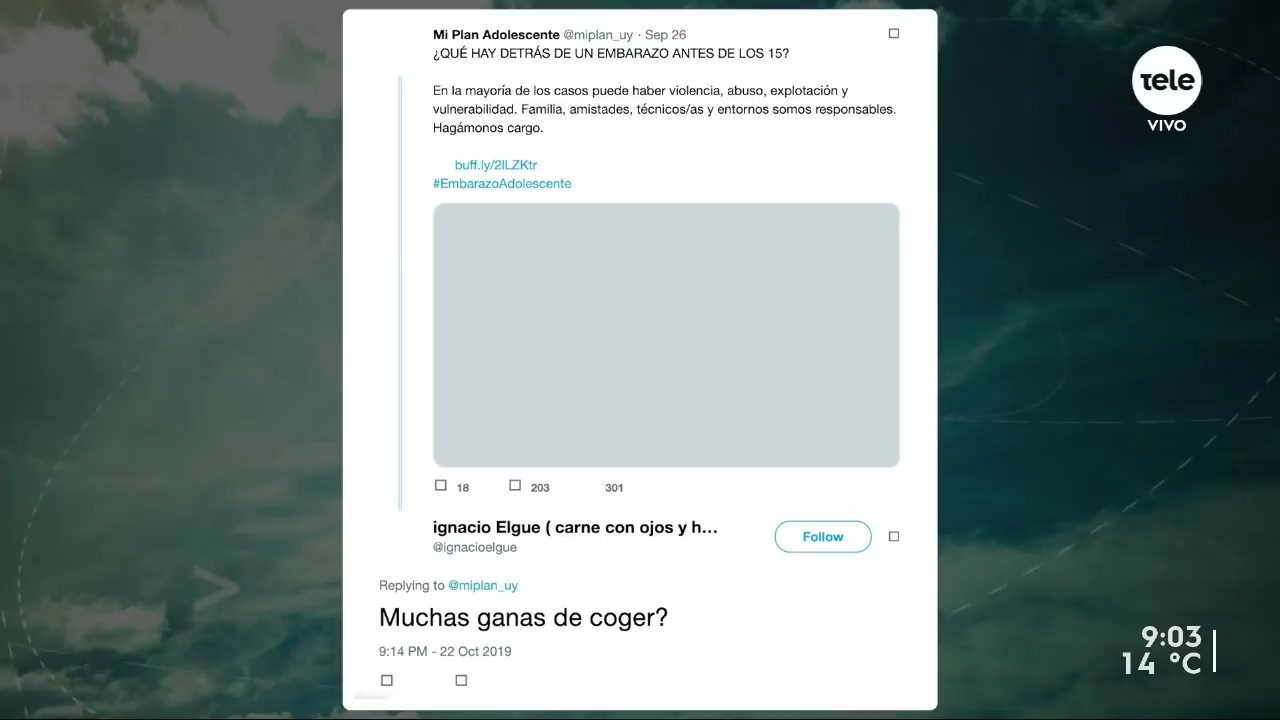 Mi Plan Adolescente @miplan_uy · Sep 26
¿QUÉ HAY DETRÁS DE UN EMBARAZO ANTES DE LOS 15?
En la mayoría de los casos puede haber violencia, abuso, explotación y
vulnerabilidad. Familia, amistades, técnicos/as y entornos somos responsables.
Hagámonos cargo.
buff.ly/2lLZKtr
#EmbarazoAdolescente
18 203 301
ignacio Elgue ( carne con ojos y h...
@ignacioelgue
Follow
Replying to @miplan_uy
Muchas ganas de coger?
9:14 PM - 22 Oct 2019
tele
VIVO
9:03
14 °C